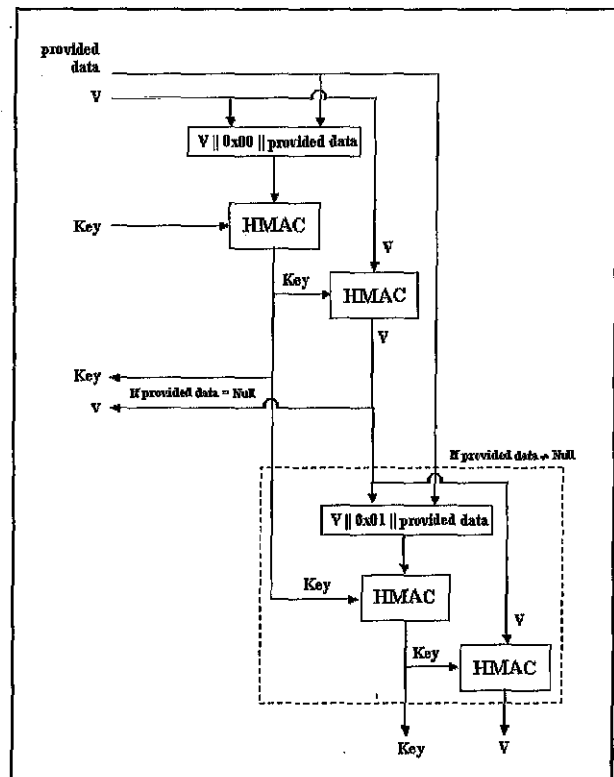 provided
data
V
V || 0x00 || provided data
Key
HMAC
V
Key
HMAC
V
Key
If provided data = Null
V
If provided data ≠ Null
V || 0x01 || provided data
Key
HMAC
V
Key
HMAC
Key
V